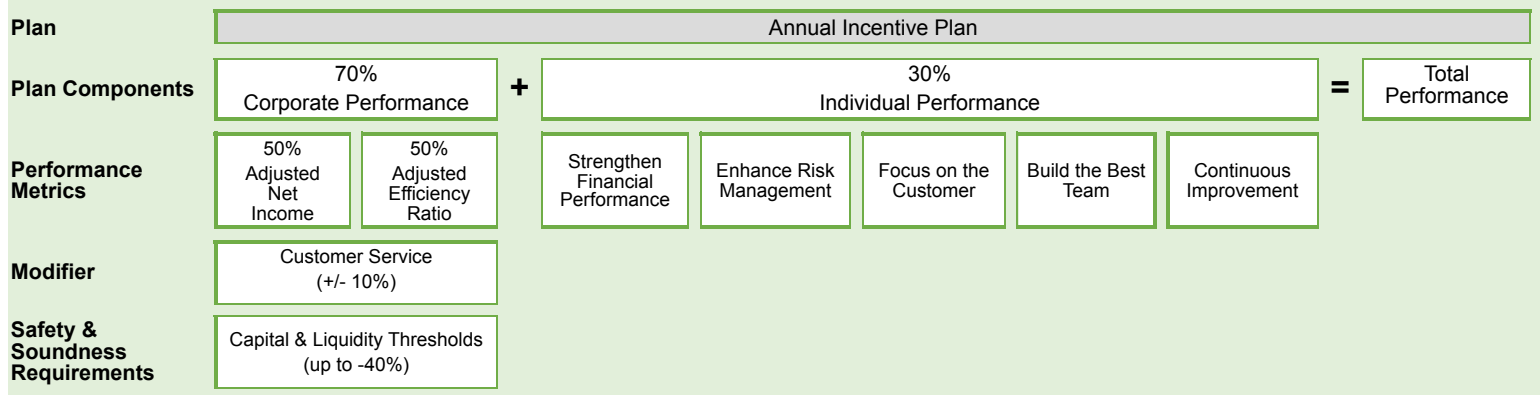 Plan
Annual Incentive Plan
Plan Components
70%
Corporate Performance
+
30%
Individual Performance
=
Total
Performance
Performance
Metrics
50%
Adjusted
Net
Income
50%
Adjusted
Efficiency
Ratio
Strengthen
Financial
Performance
Enhance Risk
Management
Focus on the
Customer
Build the Best
Team
Continuous
Improvement
Modifier
Customer Service
(+/- 10%)
Safety &
Soundness
Requirements
Capital & Liquidity Thresholds
(up to -40%)